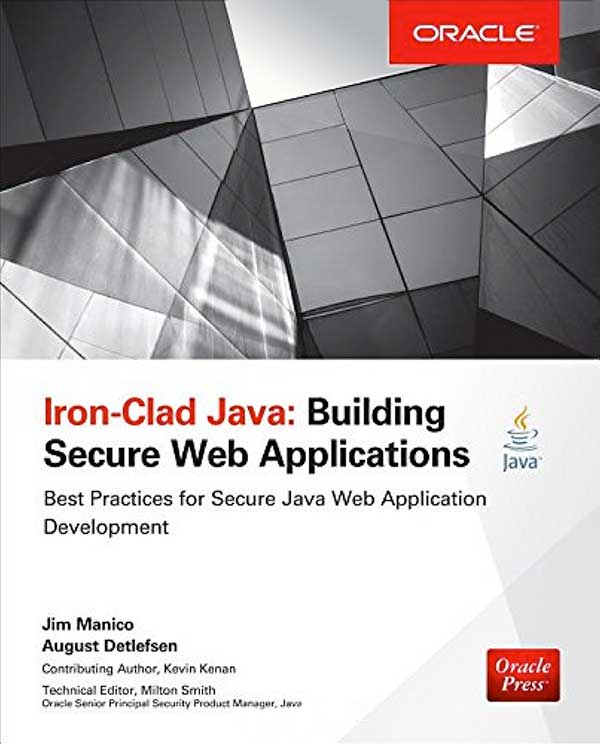 ORACLE
Iron-Clad Java: Building
Secure Web Applications
Java™
Best Practices for Secure Java Web Application
Development
Jim Manico
August Detlefsen
Contributing Author, Kevin Kenan
Technical Editor, Milton Smith
Oracle Senior Principal Security Product Manager, Java
Oracle
Press